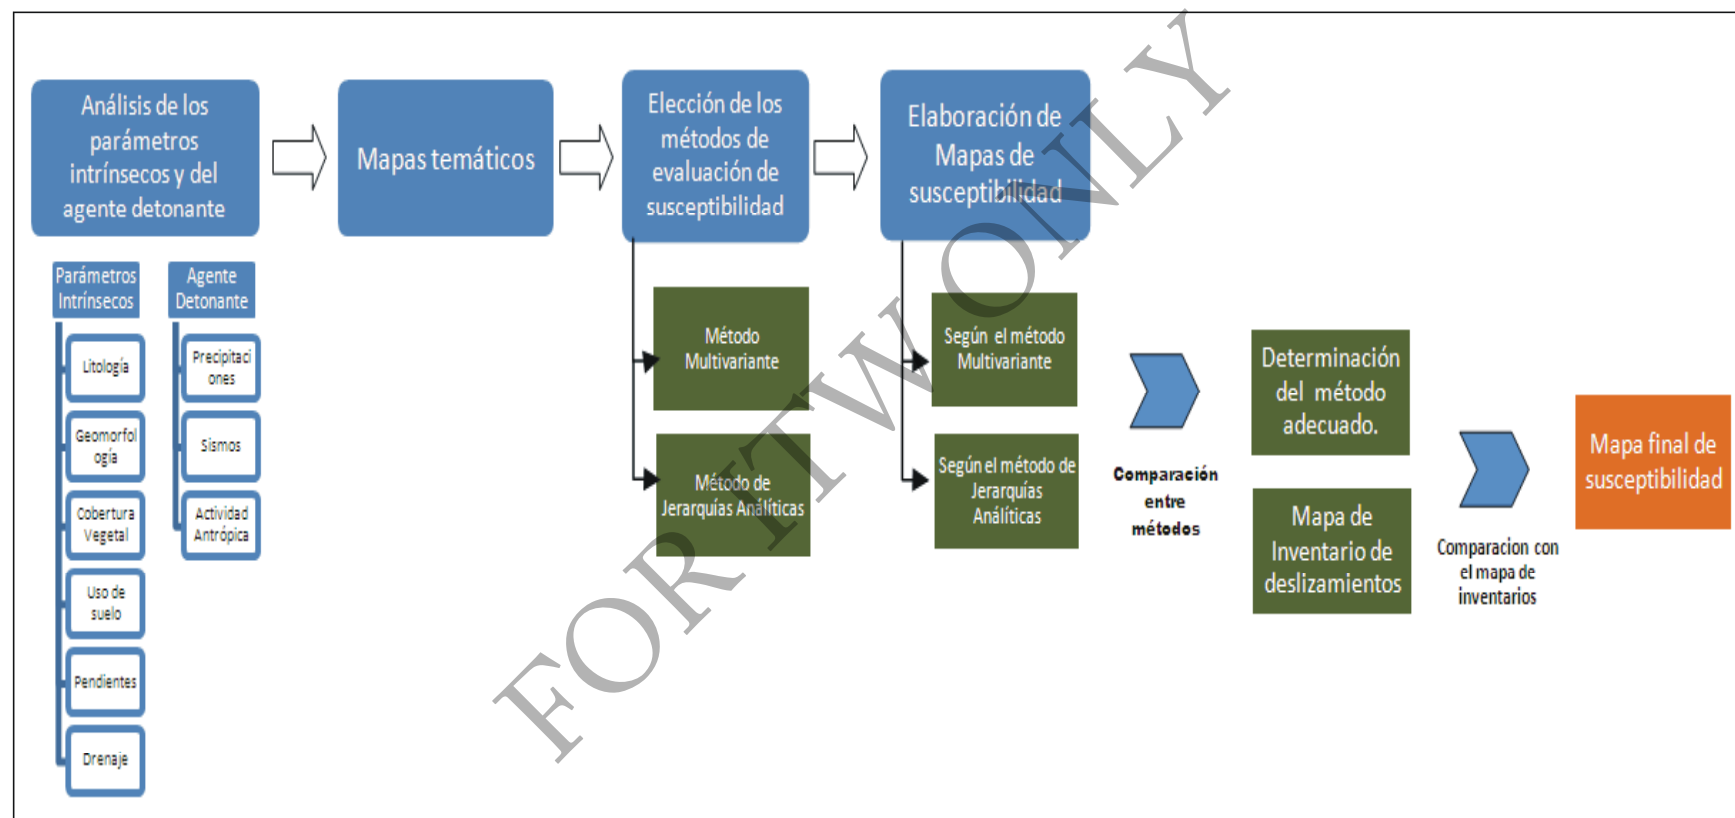 Análisis de los
parámetros
intrínsecos y del
agente detonante
Mapas temáticos
Elección de los
métodos de
evaluación de
susceptibilidad
Elaboración de
Mapas de
susceptibilidad
Parámetros
Intrínsecos
Litología
Geomorfol
ogía
Cobertura
Vegetal
Uso de
suelo
Pendientes
Drenaje
Agente
Detonante
Precipitaci
ones
Sismos
Actividad
Antrópica
Método
Multivariante
Método de
Jerarquías Análíticas
Según el método
Multivariante
Según el método de
Jerarquías
Análíticas
Comparación
entre
métodos
Determinación
del método
adecuado.
Mapa de
Inventario de
deslizamientos
Comparacion con
el mapa de
inventarios
Mapa final de
susceptibilidad
FOR ITW ONLY